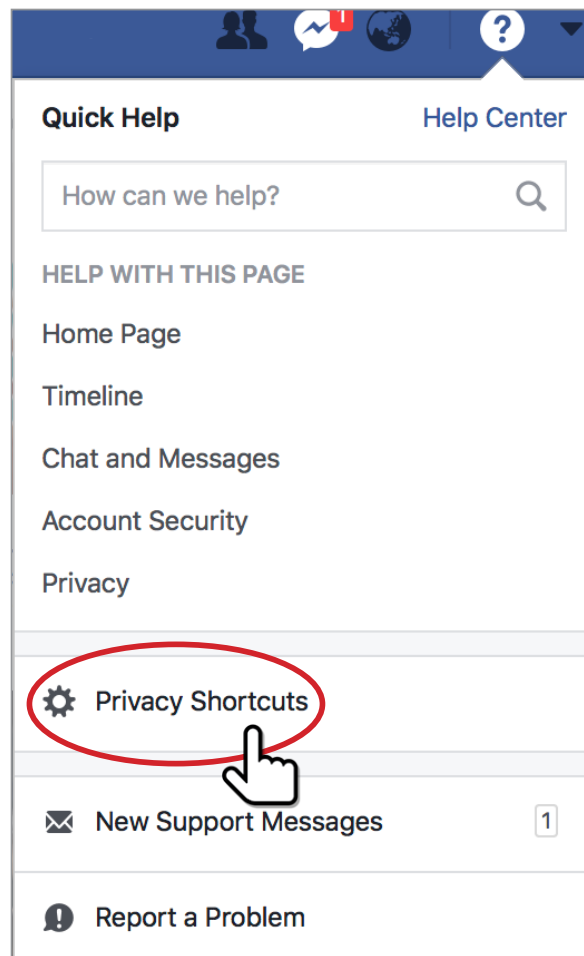 1
?
Quick Help
Help Center
How can we help?
HELP WITH THIS PAGE
Home Page
Timeline
Chat and Messages
Account Security
Privacy
Privacy Shortcuts
New Support Messages
1
Report a Problem